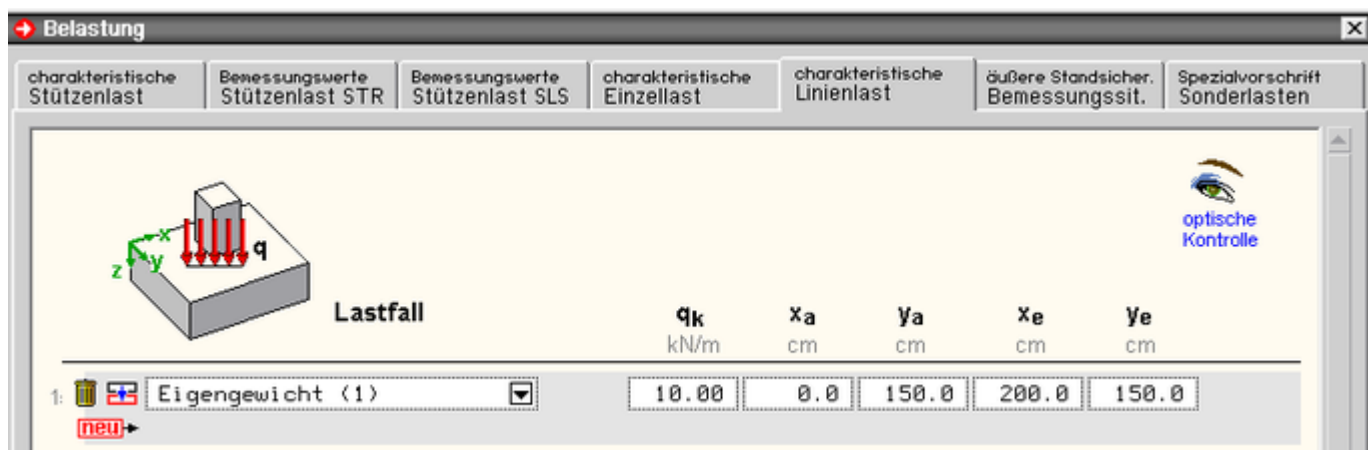 Belastung
charakteristische Bemessungswerte Bemessungswerte charakteristische charakteristische äußere Standsicher. Spezialvorschrift
Stützenlast Stützenlast STR Stützenlast SLS Einzellast Linienlast Bemessungssit. Sonderlasten
optische
Kontrolle
x
y
z
q
Lastfall qk xa ya xe ye
kN/m cm cm cm cm
1: Eigengewicht (1) 10.00 0.0 150.0 200.0 150.0
neu